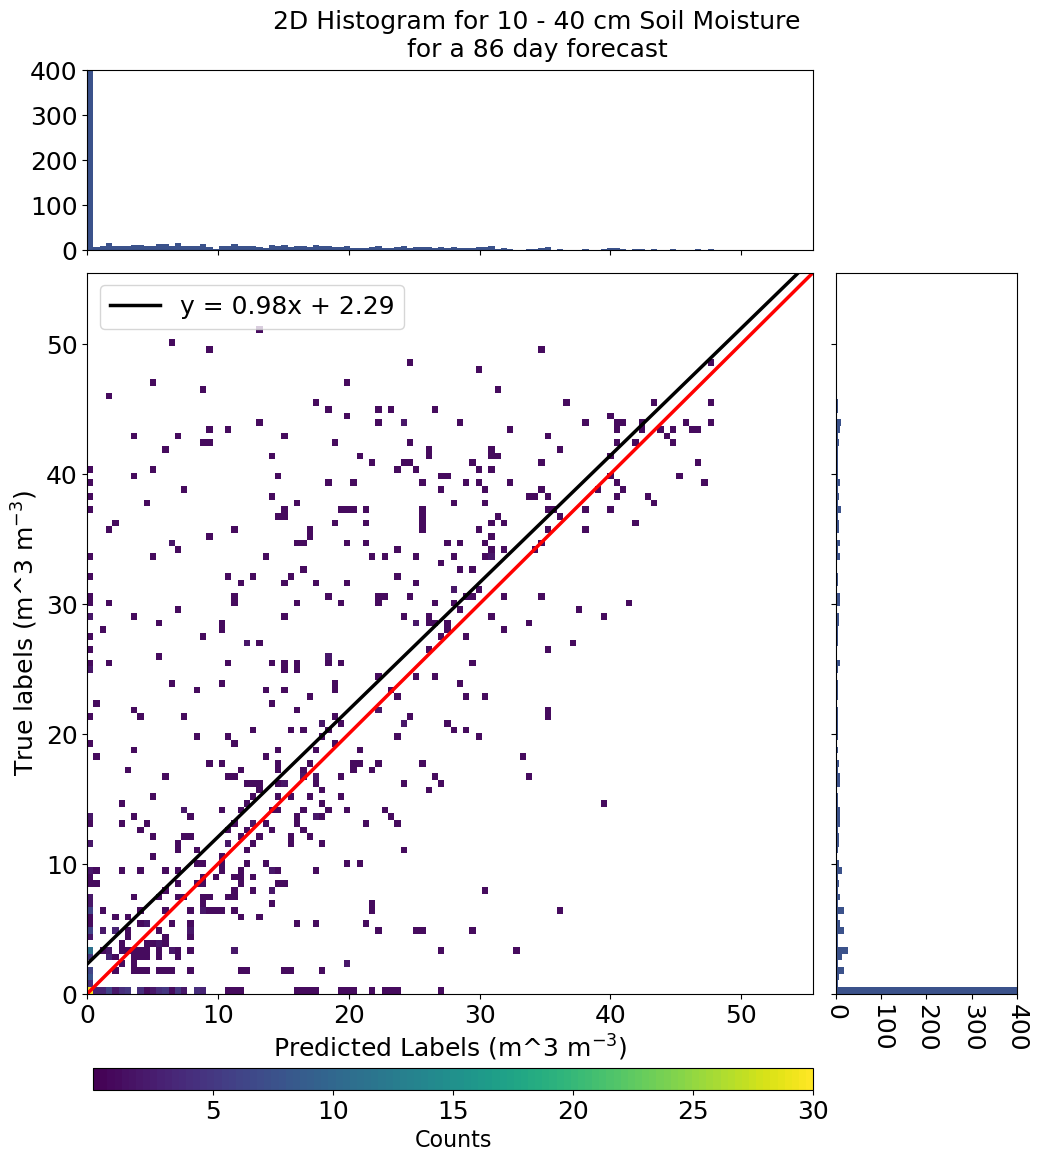 2D Histogram for 10 - 40 cm Soil Moisture
for a 86 day forecast
400
300
200
100
0
y = 0.98x + 2.29
50
40
30
20
10
0
True labels (m^3 m⁻³)
0 10 20 30 40 50
Predicted Labels (m^3 m⁻³)
0 100 200 300 400
5 10 15 20 25 30
Counts